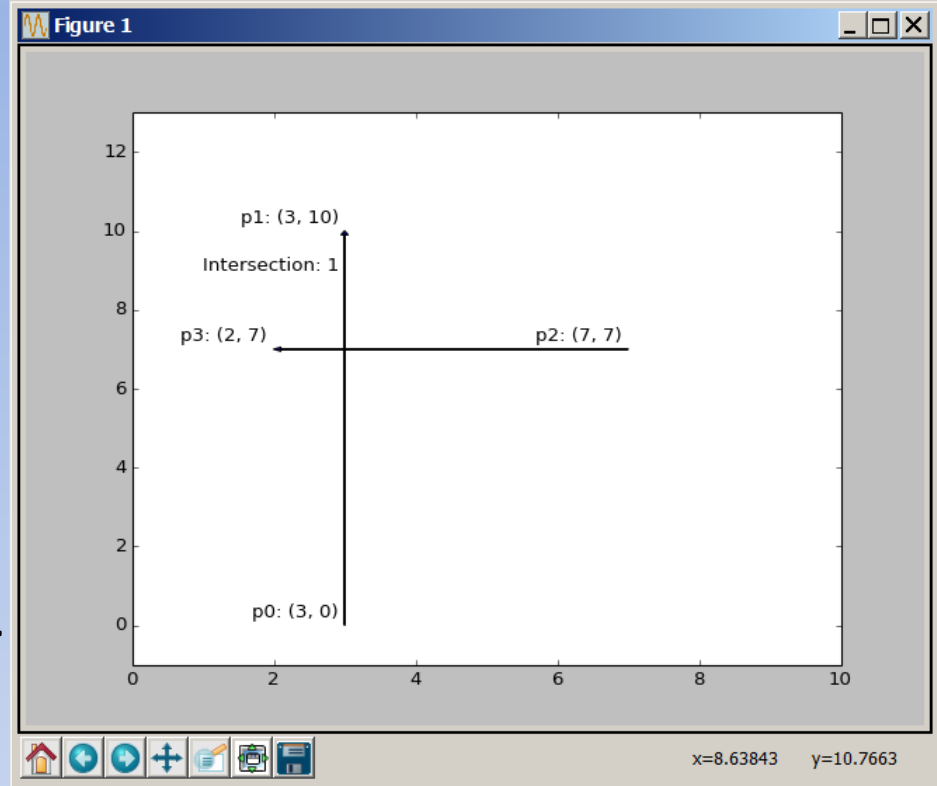 Figure 1
12
p1: (3, 10)
10
Intersection: 1
8
p3: (2, 7)
p2: (7, 7)
6
4
2
p0: (3, 0)
0
0 2 4 6 8 10
x=8.63843 y=10.7663